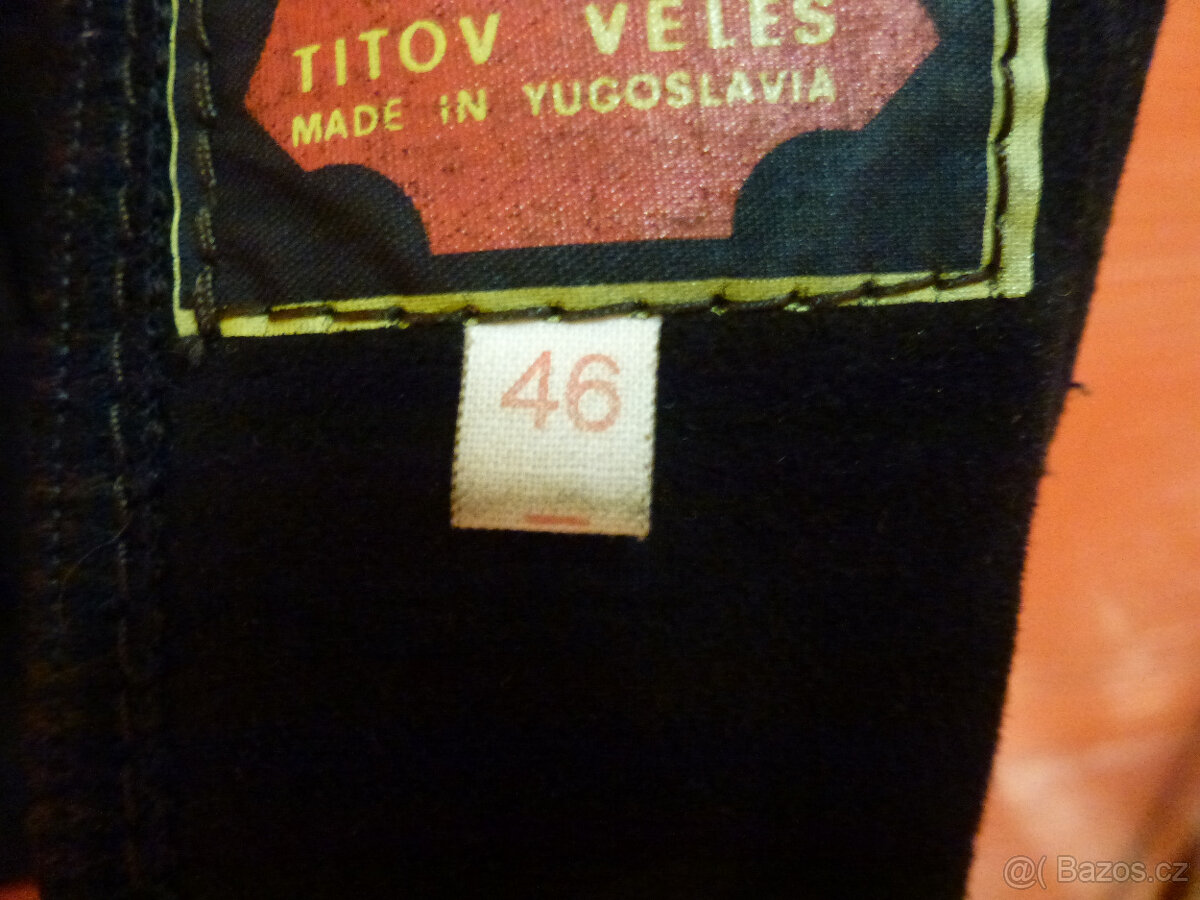 TITOV VELES
MADE iN YUGOSLAVIA
46
@( Bazos.cz